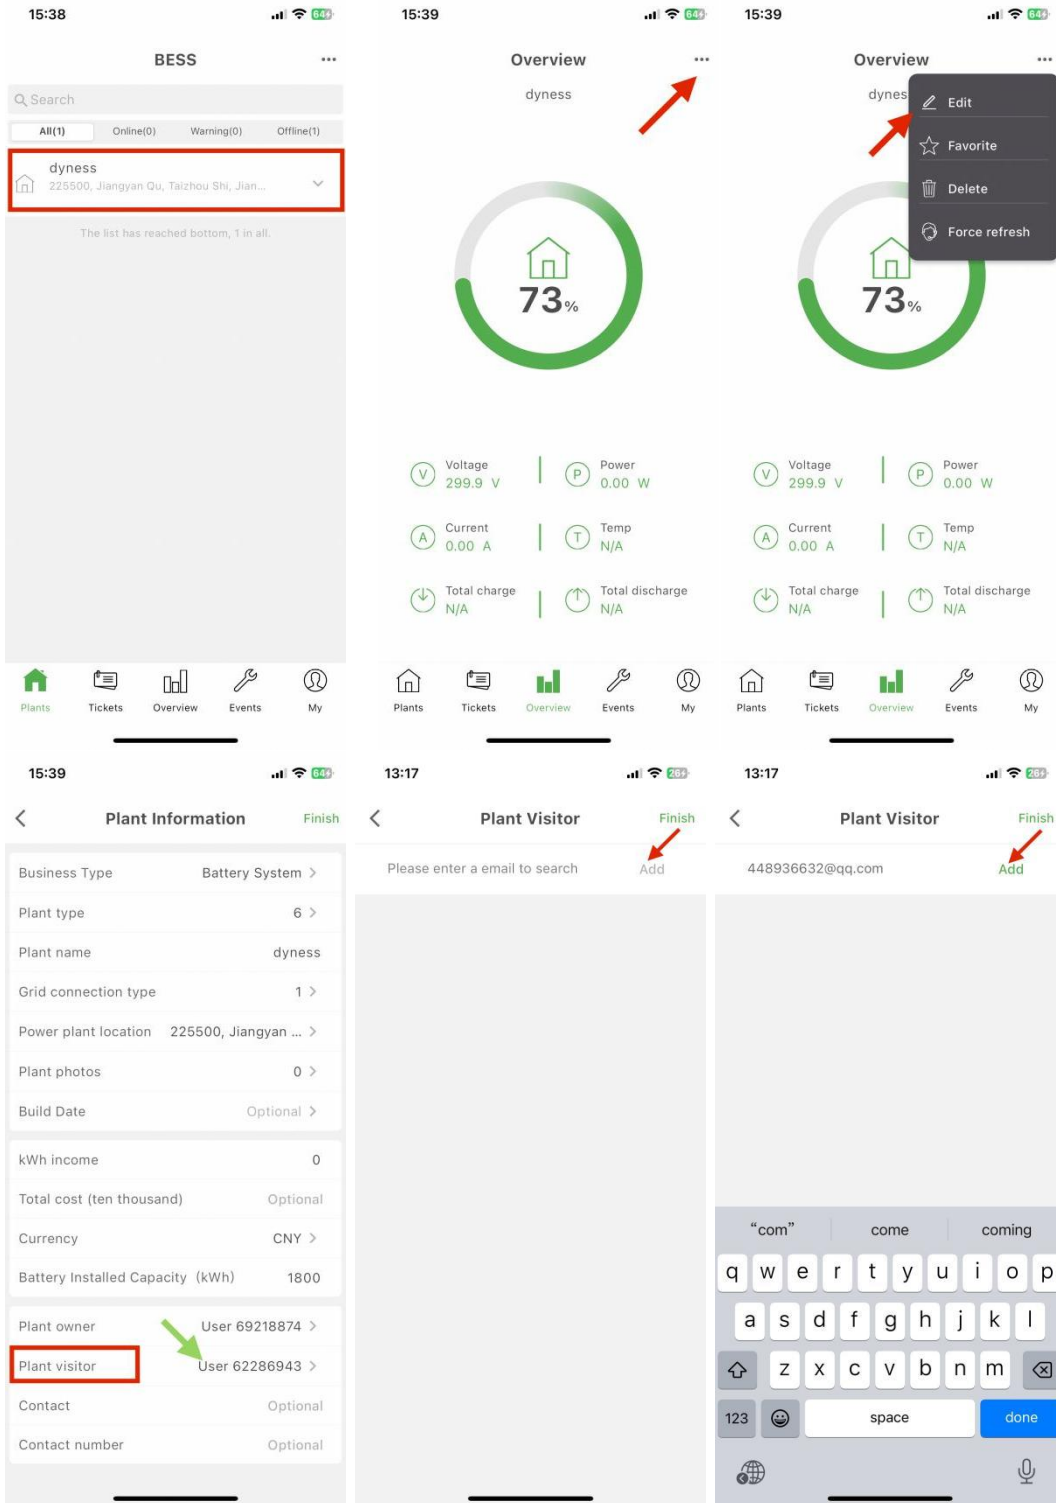 15:38
64
BESS
...
Search
All(1)
Online(0)
Warning(0)
Offline(1)
dyness
225500, Jiangyan Qu, Taizhou Shi, Jian...
The list has reached bottom, 1 in all.
Plants
Tickets
Overview
Events
My
15:39
64
Overview
...
dyness
73%
V
Voltage
299.9 V
P
Power
0.00 W
A
Current
0.00 A
T
Temp
N/A
Total charge
N/A
Total discharge
N/A
Plants
Tickets
Overview
Events
My
15:39
64
Overview
...
dynes
Edit
Favorite
Delete
Force refresh
73%
V
Voltage
299.9 V
P
Power
0.00 W
A
Current
0.00 A
T
Temp
N/A
Total charge
N/A
Total discharge
N/A
Plants
Tickets
Overview
Events
My
15:39
64
Plant Information
Finish
Business Type Battery System
Plant type 6
Plant name dyness
Grid connection type 1
Power plant location 225500, Jiangyan ...
Plant photos 0
Build Date Optional
kWh income 0
Total cost (ten thousand) Optional
Currency CNY
Battery Installed Capacity (kWh) 1800
Plant owner User 69218874
Plant visitor User 62286943
Contact Optional
Contact number Optional
13:17
26
Plant Visitor
Finish
Please enter a email to search
Add
13:17
26
Plant Visitor
Finish
448936632@qq.com
Add
“com” come coming
q w e r t y u i o p
a s d f g h j k l
z x c v b n m
123 space done